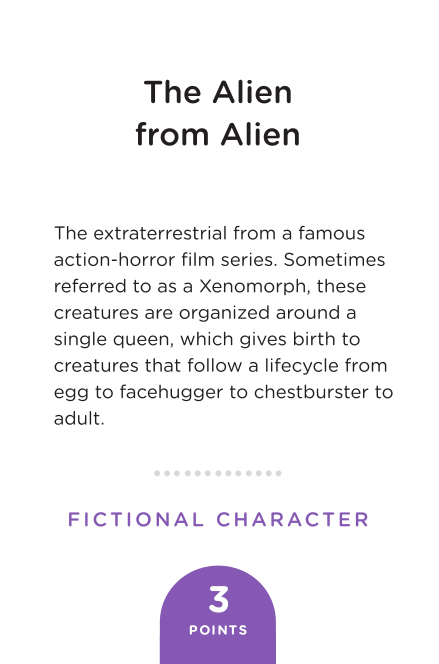 The Alien
from Alien
The extraterrestrial from a famous
action-horror film series. Sometimes
referred to as a Xenomorph, these
creatures are organized around a
single queen, which gives birth to
creatures that follow a lifecycle from
egg to facehugger to chestburster to
adult.
FICTIONAL CHARACTER
3
POINTS